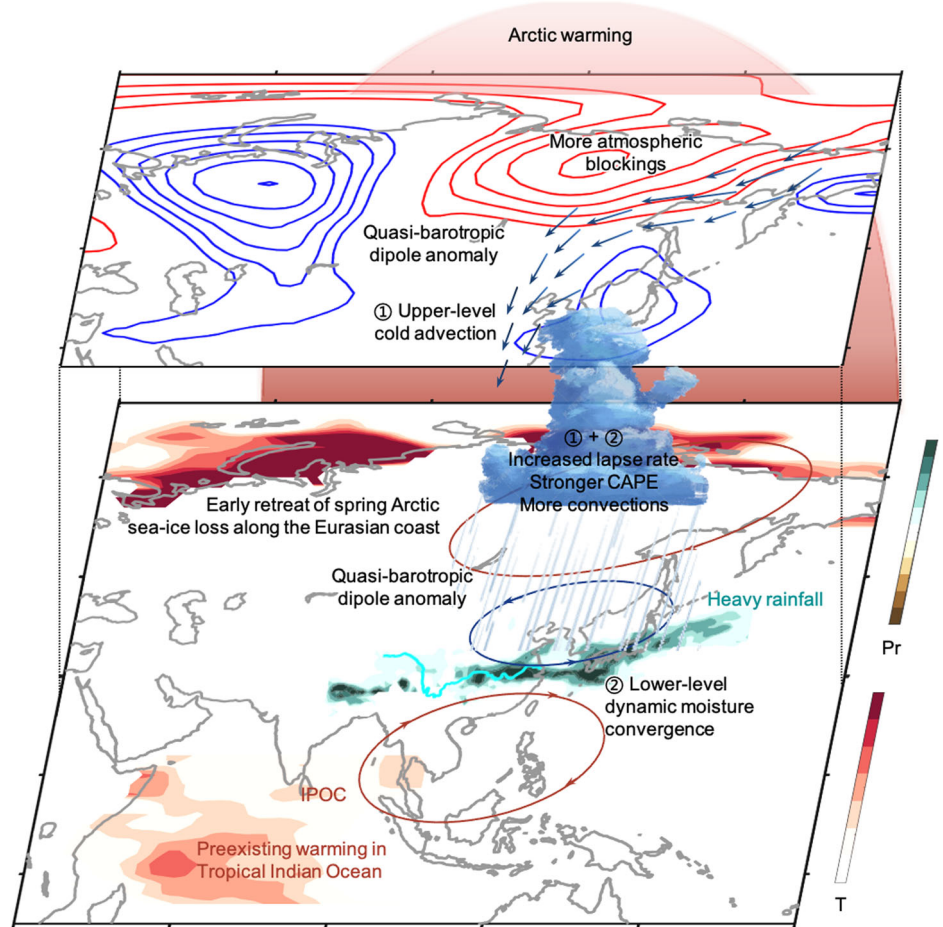 Arctic warming
More atmospheric
blockings
Quasi-barotropic
dipole anomaly
① Upper-level
cold advection
① + ②
Increased lapse rate
Stronger CAPE
More convections
Early retreat of spring Arctic
sea-ice loss along the Eurasian coast
Quasi-barotropic
dipole anomaly
Heavy rainfall
Pr
② Lower-level
dynamic moisture
convergence
IPOC
Preexisting warming in
Tropical Indian Ocean
T